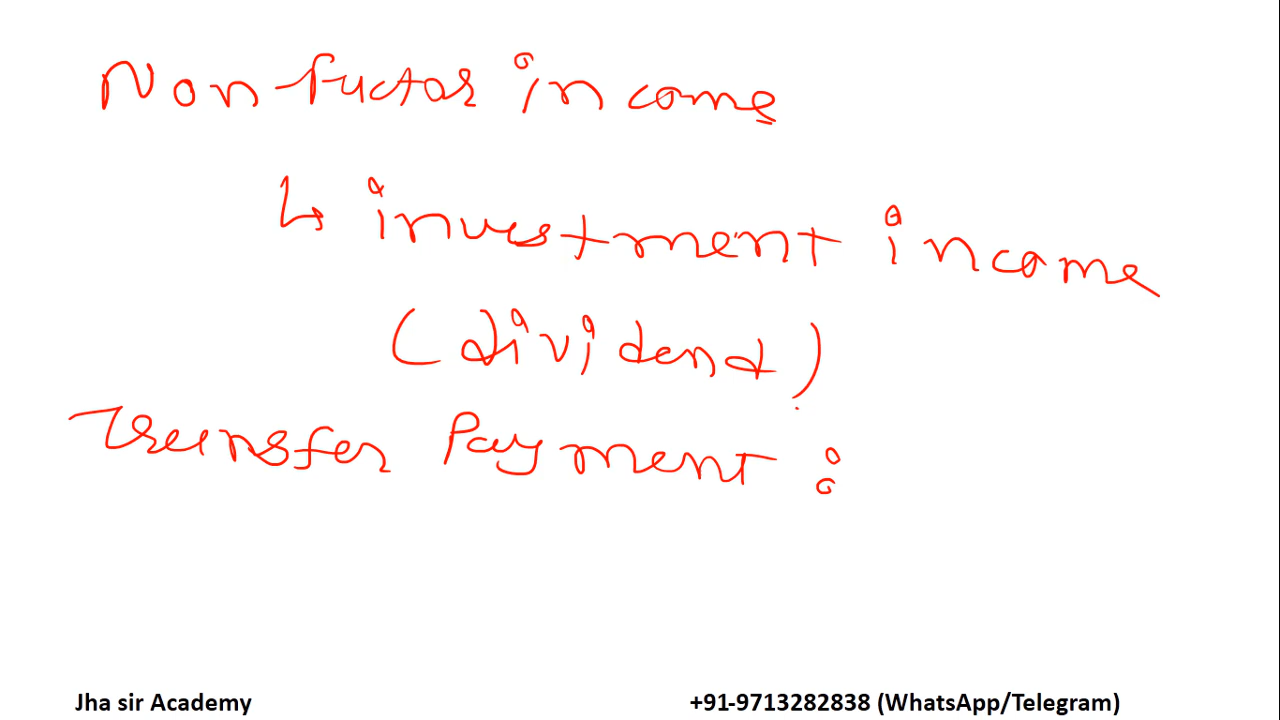 Non-factor income
↳ investment income
(dividend)
Transfer Payment :
Jha sir Academy
+91-9713282838 (WhatsApp/Telegram)